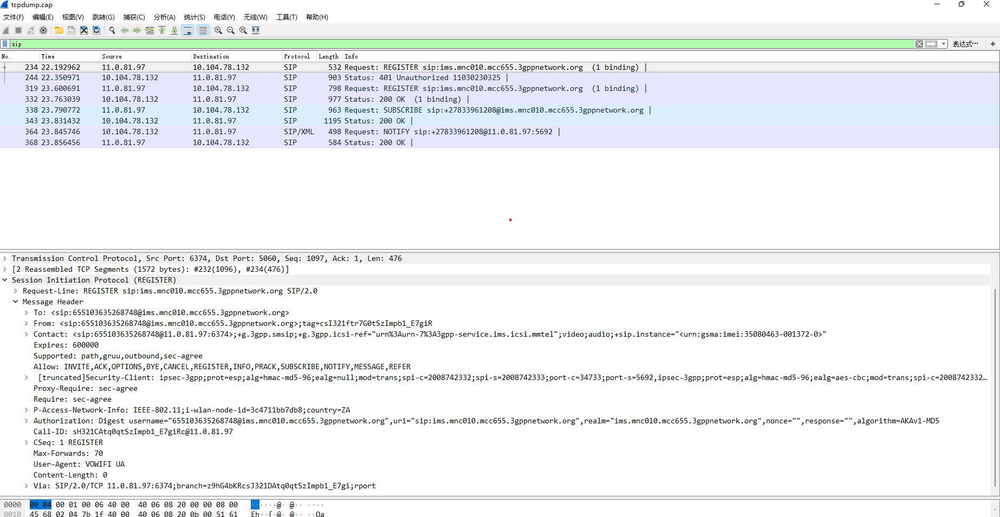 tcpdump.cap
文件(F) 编辑(E) 视图(V) 跳转(G) 捕获(C) 分析(A) 统计(S) 电话(Y) 无线(W) 工具(T) 帮助(H)
sip 表达式… +
No. Time Source Destination Protocol Length Info
234 22.192962 11.0.81.97 10.104.78.132 SIP 532 Request: REGISTER sip:ims.mnc010.mcc655.3gppnetwork.org (1 binding) |
244 22.350971 10.104.78.132 11.0.81.97 SIP 903 Status: 401 Unauthorized 11030230325 |
319 23.600691 11.0.81.97 10.104.78.132 SIP 798 Request: REGISTER sip:ims.mnc010.mcc655.3gppnetwork.org (1 binding) |
332 23.763039 10.104.78.132 11.0.81.97 SIP 977 Status: 200 OK (1 binding) |
338 23.790772 11.0.81.97 10.104.78.132 SIP 963 Request: SUBSCRIBE sip:+27833961208@ims.mnc010.mcc655.3gppnetwork.org |
343 23.831432 10.104.78.132 11.0.81.97 SIP 1195 Status: 200 OK |
364 23.845746 10.104.78.132 11.0.81.97 SIP/XML 498 Request: NOTIFY sip:+27833961208@11.0.81.97:5692 |
368 23.856456 11.0.81.97 10.104.78.132 SIP 584 Status: 200 OK |
Transmission Control Protocol, Src Port: 6374, Dst Port: 5060, Seq: 1097, Ack: 1, Len: 476
[2 Reassembled TCP Segments (1572 bytes): #232(1096), #234(476)]
Session Initiation Protocol (REGISTER)
Request-Line: REGISTER sip:ims.mnc010.mcc655.3gppnetwork.org SIP/2.0
Message Header
To: <sip:655103635268748@ims.mnc010.mcc655.3gppnetwork.org>
From: <sip:655103635268748@ims.mnc010.mcc655.3gppnetwork.org>;tag=csI321ftr7G0tSzImpb1_E7giR
Contact: <sip:655103635268748@11.0.81.97:6374>;+g.3gpp.smsip;+g.3gpp.icsi-ref="urn%3Aurn-7%3A3gpp-service.ims.icsi.mmtel";video;audio;+sip.instance="<urn:gsma:imei:35080463-001372-0>"
Expires: 600000
Supported: path,gruu,outbound,sec-agree
Allow: INVITE,ACK,OPTIONS,BYE,CANCEL,REGISTER,INFO,PRACK,SUBSCRIBE,NOTIFY,MESSAGE,REFER
[truncated]Security-Client: ipsec-3gpp;prot=esp;alg=hmac-md5-96;ealg=null;mod=trans;spi-c=2008742332;spi-s=2008742333;port-c=34733;port-s=5692,ipsec-3gpp;prot=esp;alg=hmac-md5-96;ealg=aes-cbc;mod=trans;spi-c=2008742332…
Proxy-Require: sec-agree
Require: sec-agree
P-Access-Network-Info: IEEE-802.11;i-wlan-node-id=3c4711bb7db8;country=ZA
Authorization: Digest username="655103635268748@ims.mnc010.mcc655.3gppnetwork.org",uri="sip:ims.mnc010.mcc655.3gppnetwork.org",realm="ims.mnc010.mcc655.3gppnetwork.org",nonce="",response="",algorithm=AKAv1-MD5
Call-ID: sH321CAtq0qtSzImpb1_E7giRc@11.0.81.97
CSeq: 1 REGISTER
Max-Forwards: 70
User-Agent: VOWIFI UA
Content-Length: 0
Via: SIP/2.0/TCP 11.0.81.97:6374;branch=z9hG4bKRcsJ321DAtq0qtSzImpb1_E7gi;rport
0000 00 04 00 01 00 06 40 00 40 06 08 20 00 00 08 00 ······@· @·· ····
0010 45 68 02 04 7b 1f 40 00 40 06 08 20 0b 00 51 61 Eh··{·@· @·· ··Qa